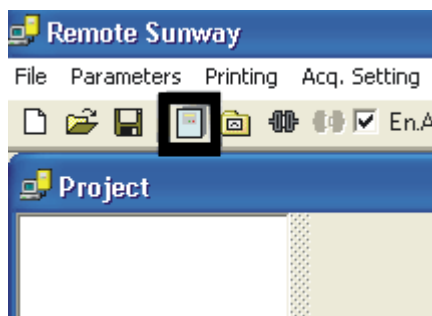 Remote Sunway
File Parameters Printing Acq. Setting
En.A
Project